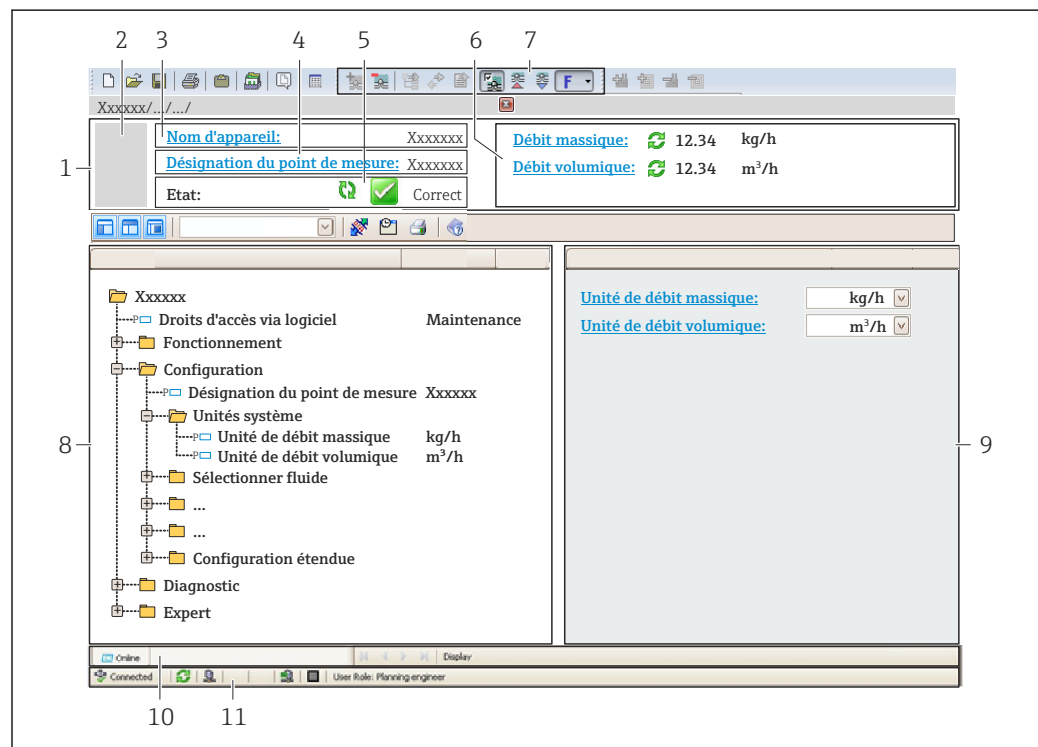 2 3 4 5 6 7
F
Xxxxxx/.../.../
1
Nom d'appareil: Xxxxxxx
Désignation du point de mesure: Xxxxxxx
Etat: Correct
Débit massique: 12.34 kg/h
Débit volumique: 12.34 m³/h
8
Xxxxxx
P Droits d'accès via logiciel Maintenance
Fonctionnement
Configuration
P Désignation du point de mesure Xxxxxx
Unités système
P Unité de débit massique kg/h
P Unité de débit volumique m³/h
Sélectionner fluide
...
...
Configuration étendue
Diagnostic
Expert
Unité de débit massique: kg/h
Unité de débit volumique: m³/h
9
Online Display
Connected User Role: Planning engineer
10 11